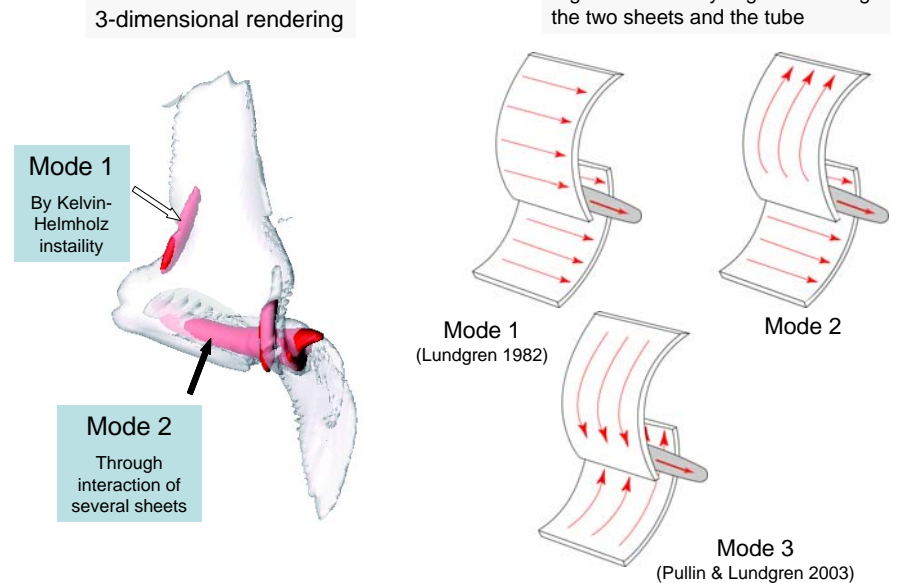 3-dimensional rendering
the two sheets and the tube
Mode 1
By Kelvin-
Helmholz
instaility
Mode 2
Through
interaction of
several sheets
Mode 1
(Lundgren 1982)
Mode 2
Mode 3
(Pullin & Lundgren 2003)